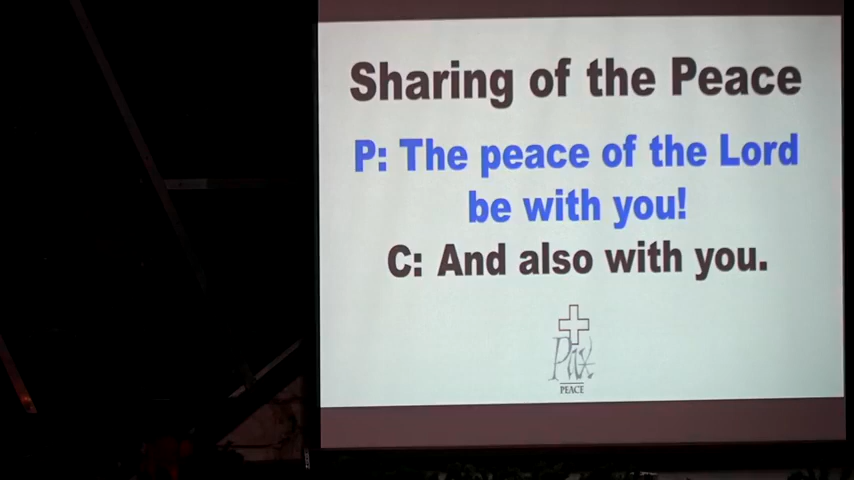 Sharing of the Peace
P: The peace of the Lord
be with you!
C: And also with you.
Pax
PEACE